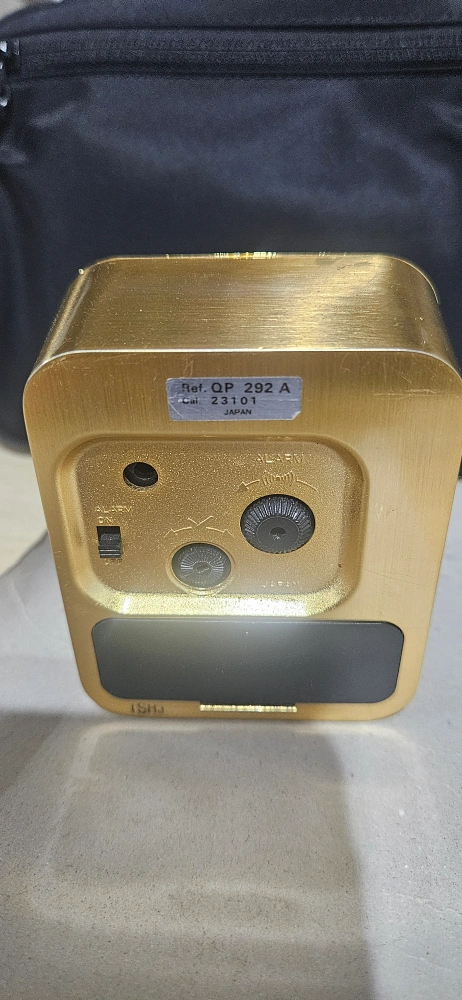 Ref. QP 292 A
Cal. 23101
JAPAN
ALARM
ALARM
ON
JAPAN